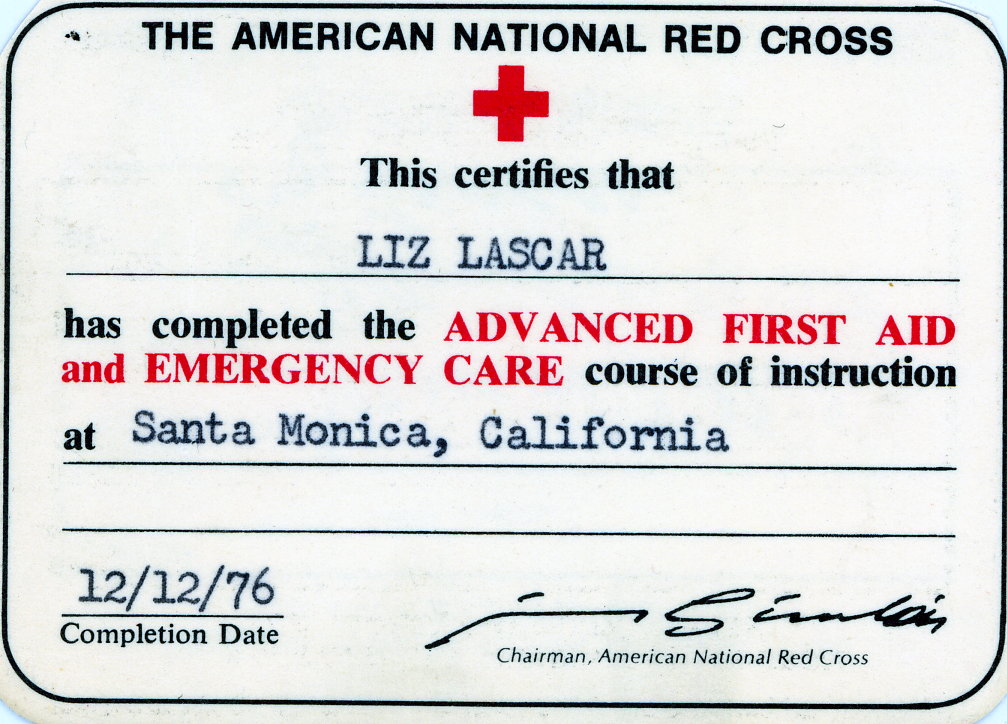 THE AMERICAN NATIONAL RED CROSS
This certifies that
LIZ LASCAR
has completed the ADVANCED FIRST AID
and EMERGENCY CARE course of instruction
at Santa Monica, California
12/12/76
Completion Date
Chairman, American National Red Cross